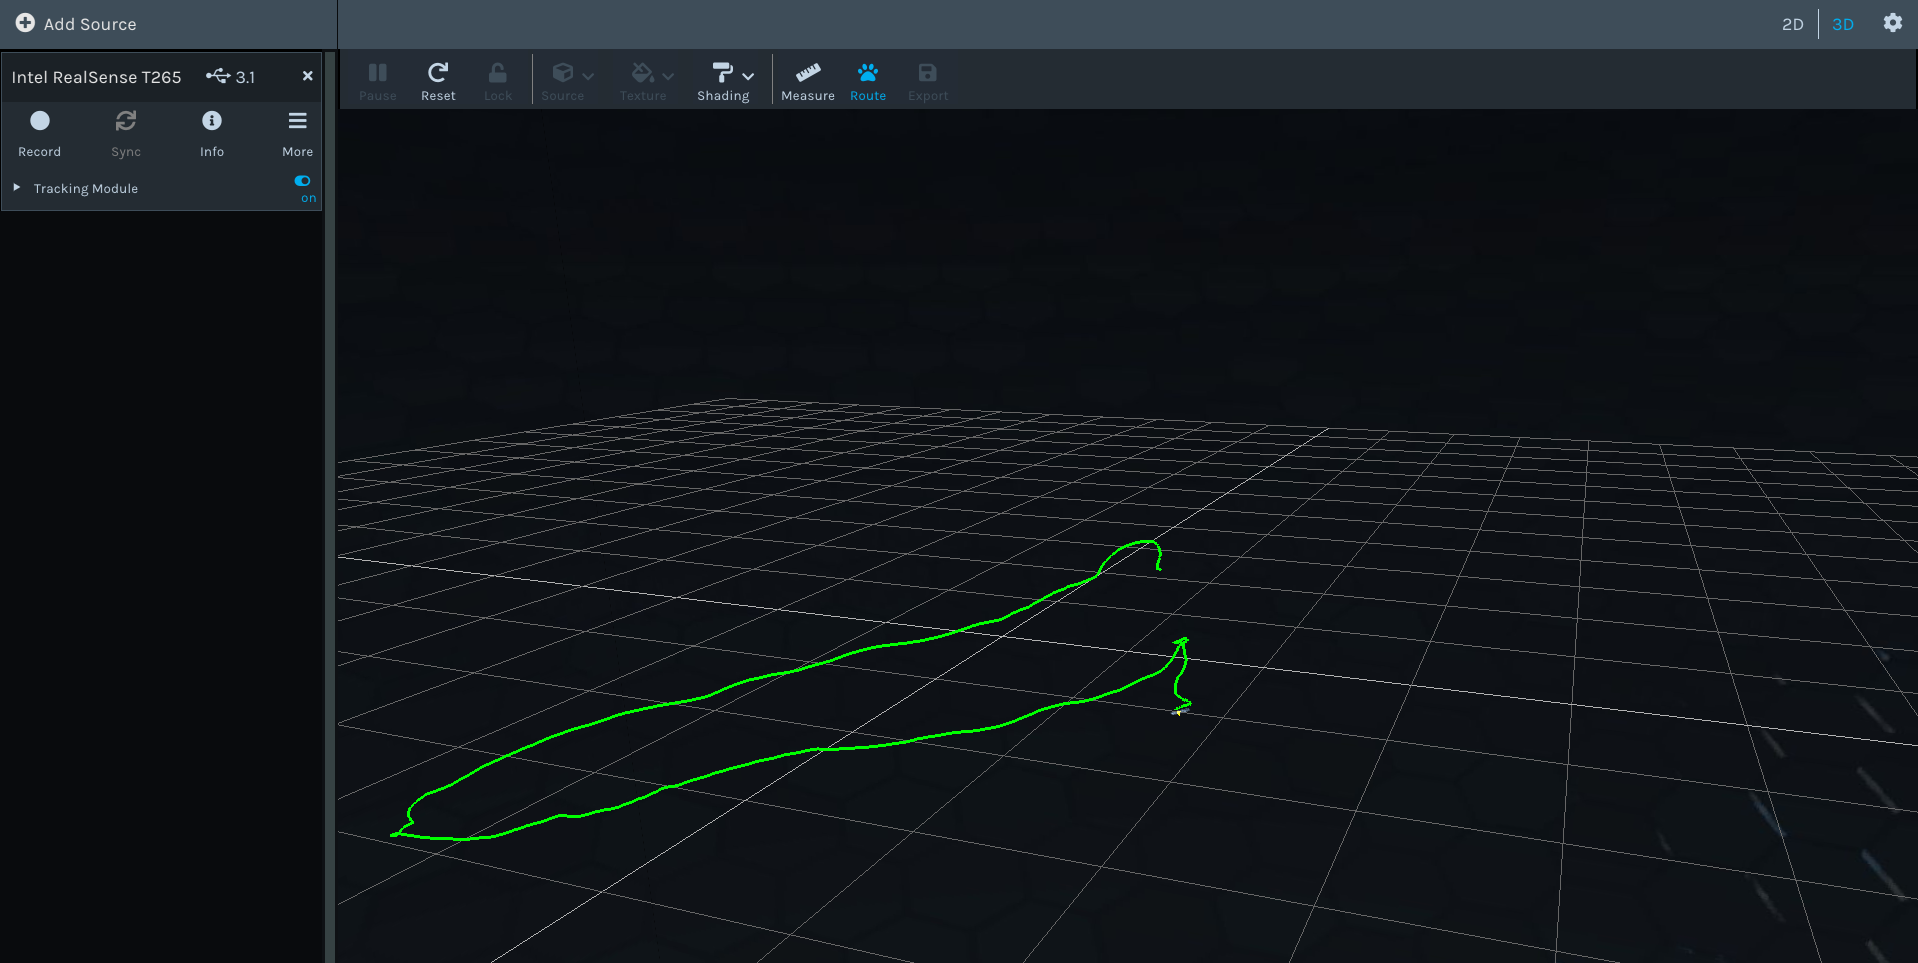 Add Source
2D
3D
Intel RealSense T265
3.1
Pause
Reset
Lock
Source
Texture
Shading
Measure
Route
Export
Record
Sync
Info
More
Tracking Module
on